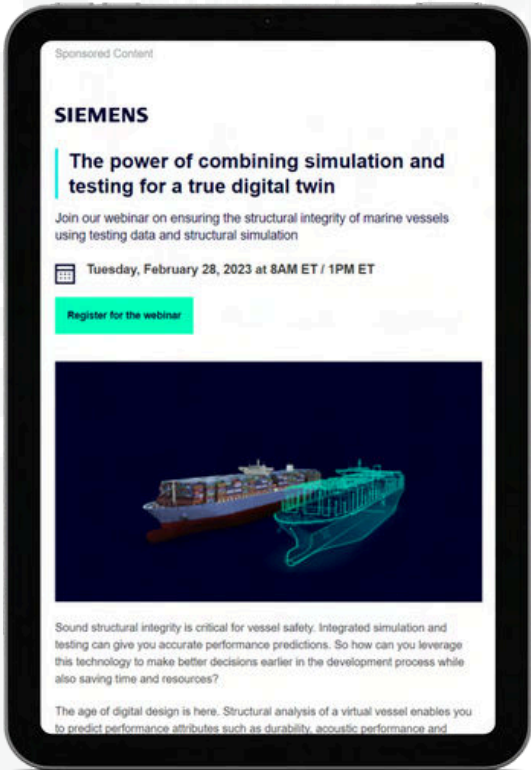 Sponsored Content
SIEMENS
The power of combining simulation and
testing for a true digital twin
Join our webinar on ensuring the structural integrity of marine vessels
using testing data and structural simulation
Tuesday, February 28, 2023 at 8AM ET / 1PM ET
Register for the webinar
Sound structural integrity is critical for vessel safety. Integrated simulation and
testing can give you accurate performance predictions. So how can you leverage
this technology to make better decisions earlier in the development process while
also saving time and resources?
The age of digital design is here. Structural analysis of a virtual vessel enables you
to predict performance attributes such as durability, acoustic performance and